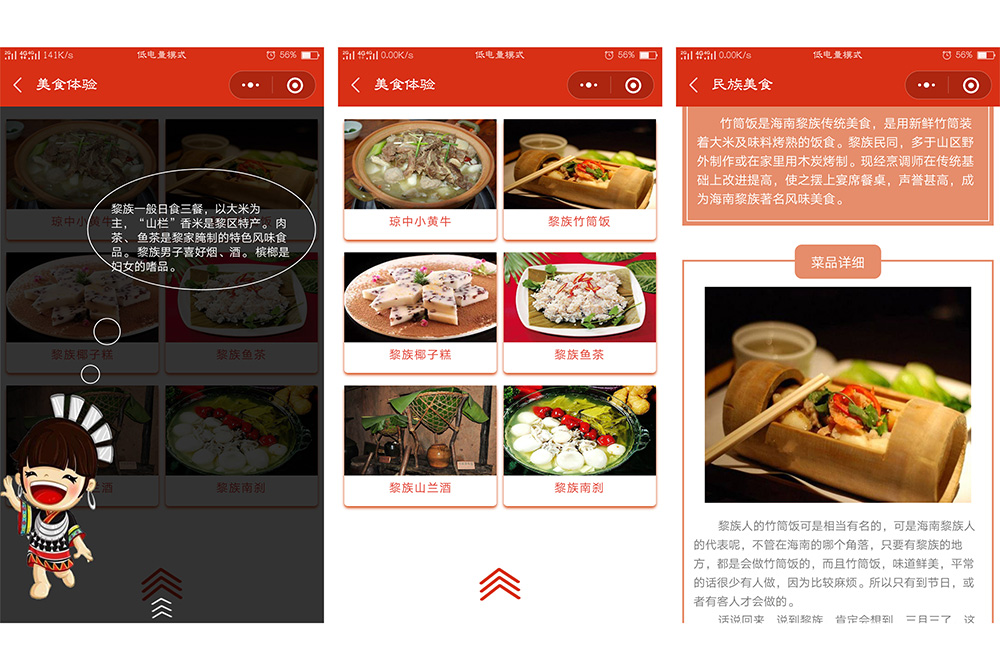 141K/s
低电量模式
56%
美食体验
黎族一般日食三餐，以大米为
主，“山栏”香米是黎区特产。肉
茶、鱼茶是黎家腌制的特色风味食
品。黎族男子喜好烟、酒。槟榔是
妇女的嗜品。
琼中小黄牛
黎族椰子糕
黎族鱼茶
黎族南刹
0.00K/s
低电量模式
56%
美食体验
琼中小黄牛
黎族竹筒饭
黎族椰子糕
黎族鱼茶
黎族山兰酒
黎族南刹
0.00K/s
低电量模式
56%
民族美食
竹筒饭是海南黎族传统美食，是用新鲜竹筒装
着大米及味料烤熟的饭食。黎族民同，多于山区野
外制作或在家里用木炭烤制。现经烹调师在传统基
础上改进提高，使之摆上宴席餐桌，声誉甚高，成
为海南黎族著名风味美食。
菜品详细
黎族人的竹筒饭可是相当有名的，可是海南黎族人
的代表呢，不管在海南的哪个角落，只要有黎族的地
方，都是会做竹筒饭的，而且竹筒饭，味道鲜美，平常
的话很少有人做，因为比较麻烦。所以只有到节日，或
者有客人才会做的。
话说回来，说到黎族，肯定会想到，三月三了，这